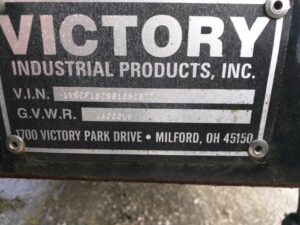 VICTORY
INDUSTRIAL PRODUCTS, INC.
V.I.N.
G.V.W.R.
1700 VICTORY PARK DRIVE • MILFORD, OH 45150